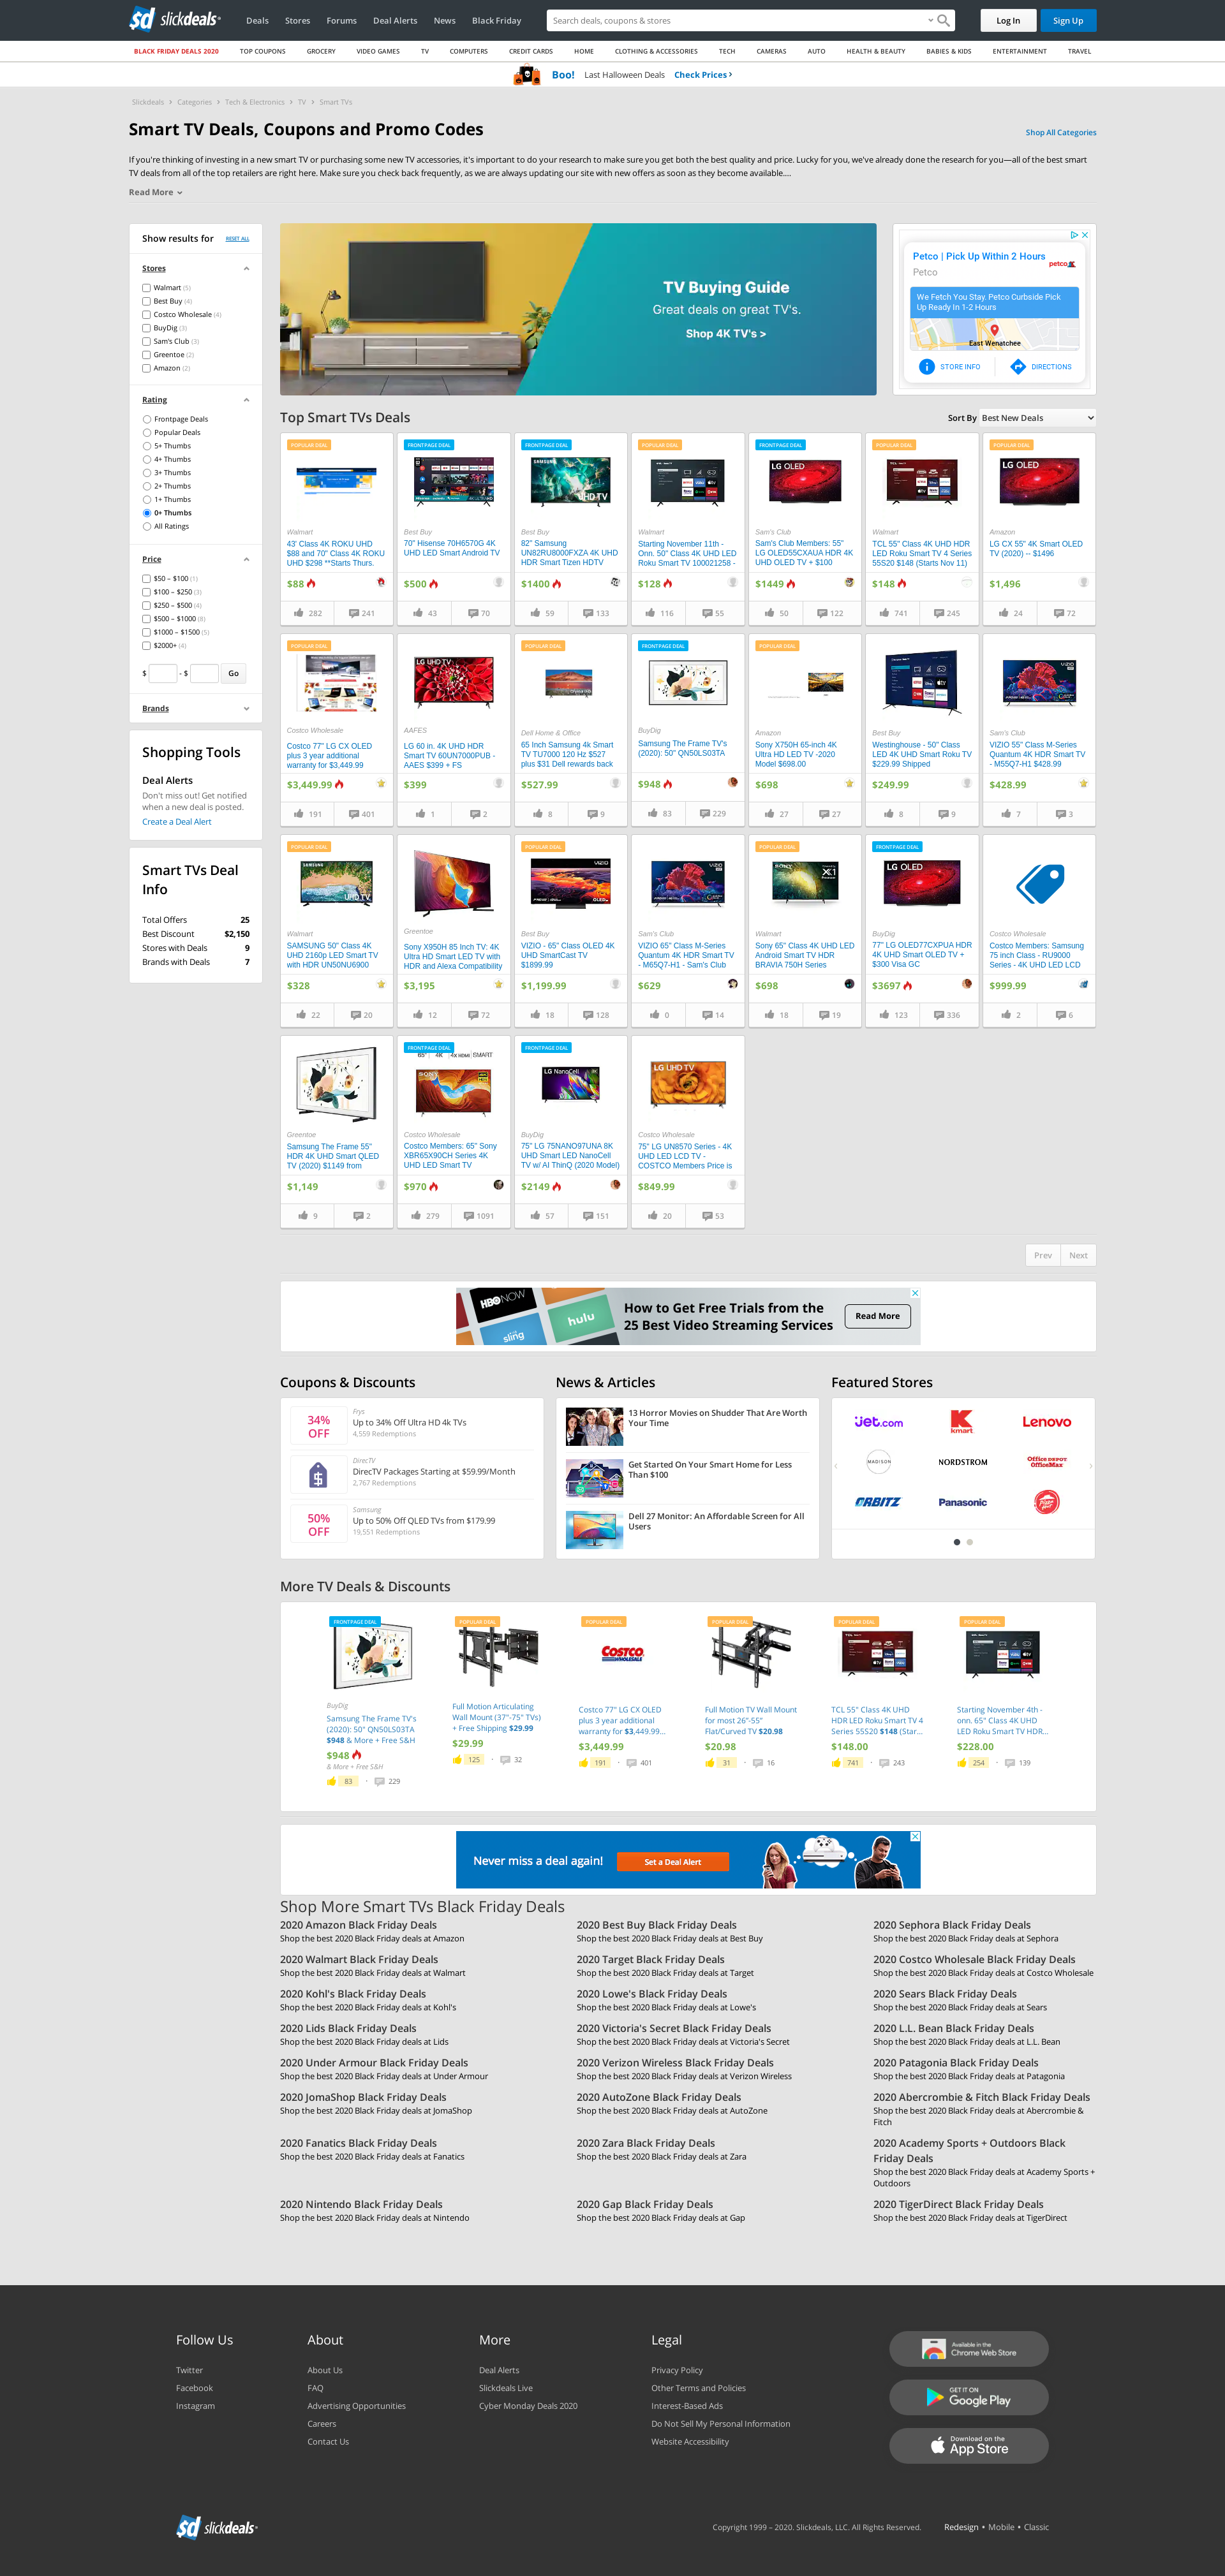 slickdeals
Deals Stores Forums Deal Alerts News Black Friday
Search deals, coupons & stores
Log In
Sign Up
BLACK FRIDAY DEALS 2020 TOP COUPONS GROCERY VIDEO GAMES TV COMPUTERS CREDIT CARDS HOME CLOTHING & ACCESSORIES TECH CAMERAS AUTO HEALTH & BEAUTY BABIES & KIDS ENTERTAINMENT TRAVEL
Boo! Last Halloween Deals Check Prices
Slickdeals Categories Tech & Electronics TV Smart TVs
Smart TV Deals, Coupons and Promo Codes
Shop All Categories
If you're thinking of investing in a new smart TV or purchasing some new TV accessories, it's important to do your research to make sure you get both the best quality and price. Lucky for you, we've already done the research for you—all of the best smart
TV deals from all of the top retailers are right here. Make sure you check back frequently, as we are always updating our site with new offers as soon as they become available....
Read More
Show results for RESET ALL
Stores
Walmart (5)
Best Buy (4)
Costco Wholesale (4)
BuyDig (3)
Sam's Club (3)
Greentoe (2)
Amazon (2)
Rating
Frontpage Deals
Popular Deals
5+ Thumbs
4+ Thumbs
3+ Thumbs
2+ Thumbs
1+ Thumbs
0+ Thumbs
All Ratings
Price
$50 – $100 (1)
$100 – $250 (3)
$250 – $500 (4)
$500 – $1000 (8)
$1000 – $1500 (5)
$2000+ (4)
$ - $ Go
Brands
Shopping Tools
Deal Alerts
Don't miss out! Get notified
when a new deal is posted.
Create a Deal Alert
Smart TVs Deal
Info
Total Offers 25
Best Discount $2,150
Stores with Deals 9
Brands with Deals 7
TV Buying Guide
Great deals on great TV's.
Shop 4K TV's >
Petco | Pick Up Within 2 Hours
Petco
petco
We Fetch You Stay. Petco Curbside Pick
Up Ready In 1-2 Hours
East Wenatchee
STORE INFO DIRECTIONS
Top Smart TVs Deals
Sort By Best New Deals
POPULAR DEAL
Walmart
43' Class 4K ROKU UHD
$88 and 70" Class 4K ROKU
UHD $298 **Starts Thurs.
$88
282 241
FRONTPAGE DEAL
Best Buy
70" Hisense 70H6570G 4K
UHD LED Smart Android TV
$500
43 70
FRONTPAGE DEAL
SAMSUNG
UHD TV
Best Buy
82" Samsung
UN82RU8000FXZA 4K UHD
HDR Smart Tizen HDTV
$1400
59 133
POPULAR DEAL
Walmart
Starting November 11th -
Onn. 50" Class 4K UHD LED
Roku Smart TV 100021258 -
$128
116 55
FRONTPAGE DEAL
LG OLED
Sam's Club
Sam's Club Members: 55"
LG OLED55CXAUA HDR 4K
UHD OLED TV + $100
$1449
50 122
POPULAR DEAL
Walmart
TCL 55" Class 4K UHD HDR
LED Roku Smart TV 4 Series
55S20 $148 (Starts Nov 11)
$148
741 245
POPULAR DEAL
LG OLED
Amazon
LG CX 55" 4K Smart OLED
TV (2020) -- $1496
$1,496
24 72
POPULAR DEAL
Costco Wholesale
Costco 77" LG CX OLED
plus 3 year additional
warranty for $3,449.99
$3,449.99
191 401
LG UHD TV
AAFES
LG 60 in. 4K UHD HDR
Smart TV 60UN7000PUB -
AAES $399 + FS
$399
1 2
POPULAR DEAL
Dell Home & Office
65 Inch Samsung 4k Smart
TV TU7000 120 Hz $527
plus $31 Dell rewards back
$527.99
8 9
FRONTPAGE DEAL
BuyDig
Samsung The Frame TV's
(2020): 50" QN50LS03TA
$948
83 229
POPULAR DEAL
Amazon
Sony X750H 65-inch 4K
Ultra HD LED TV -2020
Model $698.00
$698
27 27
Best Buy
Westinghouse - 50" Class
LED 4K UHD Smart Roku TV
$229.99 Shipped
$249.99
8 9
VIZIO
Sam's Club
VIZIO 55" Class M-Series
Quantum 4K HDR Smart TV
- M55Q7-H1 $428.99
$428.99
7 3
POPULAR DEAL
SAMSUNG
UHD TV
Walmart
SAMSUNG 50" Class 4K
UHD 2160p LED Smart TV
with HDR UN50NU6900
$328
22 20
Greentoe
Sony X950H 85 Inch TV: 4K
Ultra HD Smart LED TV with
HDR and Alexa Compatibility
$3,195
12 72
POPULAR DEAL
VIZIO
OLED
Best Buy
VIZIO - 65" Class OLED 4K
UHD SmartCast TV
$1899.99
$1,199.99
18 128
VIZIO
Sam's Club
VIZIO 65" Class M-Series
Quantum 4K HDR Smart TV
- M65Q7-H1 - Sam's Club
$629
0 14
POPULAR DEAL
SONY
X1
Walmart
Sony 65" Class 4K UHD LED
Android Smart TV HDR
BRAVIA 750H Series
$698
18 19
FRONTPAGE DEAL
LG OLED
BuyDig
77" LG OLED77CXPUA HDR
4K UHD Smart OLED TV +
$300 Visa GC
$3697
123 336
Costco Wholesale
Costco Members: Samsung
75 inch Class - RU9000
Series - 4K UHD LED LCD
$999.99
2 6
Greentoe
Samsung The Frame 55"
HDR 4K UHD Smart QLED
TV (2020) $1149 from
$1,149
9 2
FRONTPAGE DEAL
65" 4K 4x HDMI SMART
SONY
Costco Wholesale
Costco Members: 65" Sony
XBR65X90CH Series 4K
UHD LED Smart TV
$970
279 1091
FRONTPAGE DEAL
LG NanoCell
BuyDig
75" LG 75NANO97UNA 8K
UHD Smart LED NanoCell
TV w/ AI ThinQ (2020 Model)
$2149
57 151
LG UHD TV
Costco Wholesale
75" LG UN8570 Series - 4K
UHD LED LCD TV -
COSTCO Members Price is
$849.99
20 53
Prev Next
HBO NOW
hulu
sling
How to Get Free Trials from the
25 Best Video Streaming Services
Read More
Coupons & Discounts
34%
OFF
Frys
Up to 34% Off Ultra HD 4k TVs
4,559 Redemptions
DirecTV
DirecTV Packages Starting at $59.99/Month
2,767 Redemptions
50%
OFF
Samsung
Up to 50% Off QLED TVs from $179.99
19,551 Redemptions
News & Articles
13 Horror Movies on Shudder That Are Worth
Your Time
Get Started On Your Smart Home for Less
Than $100
Dell 27 Monitor: An Affordable Screen for All
Users
Featured Stores
Jet.com
kmart
Lenovo
MADISON
NORDSTROM
Office DEPOT
OfficeMax
ORBITZ
Panasonic
Pizza Hut
More TV Deals & Discounts
FRONTPAGE DEAL
BuyDig
Samsung The Frame TV's
(2020): 50" QN50LS03TA
$948 & More + Free S&H
$948
& More + Free S&H
83 · 229
POPULAR DEAL
Full Motion Articulating
Wall Mount (37"-75" TVs)
+ Free Shipping $29.99
$29.99
125 · 32
POPULAR DEAL
COSTCO
WHOLESALE
Costco 77" LG CX OLED
plus 3 year additional
warranty for $3,449.99...
$3,449.99
191 · 401
POPULAR DEAL
Full Motion TV Wall Mount
for most 26"-55"
Flat/Curved TV $20.98
$20.98
31 · 16
POPULAR DEAL
TCL 55" Class 4K UHD
HDR LED Roku Smart TV 4
Series 55S20 $148 (Star...
$148.00
741 · 243
POPULAR DEAL
Starting November 4th -
onn. 65" Class 4K UHD
LED Roku Smart TV HDR...
$228.00
254 · 139
Never miss a deal again! Set a Deal Alert
Shop More Smart TVs Black Friday Deals
2020 Amazon Black Friday Deals
Shop the best 2020 Black Friday deals at Amazon
2020 Best Buy Black Friday Deals
Shop the best 2020 Black Friday deals at Best Buy
2020 Sephora Black Friday Deals
Shop the best 2020 Black Friday deals at Sephora
2020 Walmart Black Friday Deals
Shop the best 2020 Black Friday deals at Walmart
2020 Target Black Friday Deals
Shop the best 2020 Black Friday deals at Target
2020 Costco Wholesale Black Friday Deals
Shop the best 2020 Black Friday deals at Costco Wholesale
2020 Kohl's Black Friday Deals
Shop the best 2020 Black Friday deals at Kohl's
2020 Lowe's Black Friday Deals
Shop the best 2020 Black Friday deals at Lowe's
2020 Sears Black Friday Deals
Shop the best 2020 Black Friday deals at Sears
2020 Lids Black Friday Deals
Shop the best 2020 Black Friday deals at Lids
2020 Victoria's Secret Black Friday Deals
Shop the best 2020 Black Friday deals at Victoria's Secret
2020 L.L. Bean Black Friday Deals
Shop the best 2020 Black Friday deals at L.L. Bean
2020 Under Armour Black Friday Deals
Shop the best 2020 Black Friday deals at Under Armour
2020 Verizon Wireless Black Friday Deals
Shop the best 2020 Black Friday deals at Verizon Wireless
2020 Patagonia Black Friday Deals
Shop the best 2020 Black Friday deals at Patagonia
2020 JomaShop Black Friday Deals
Shop the best 2020 Black Friday deals at JomaShop
2020 AutoZone Black Friday Deals
Shop the best 2020 Black Friday deals at AutoZone
2020 Abercrombie & Fitch Black Friday Deals
Shop the best 2020 Black Friday deals at Abercrombie &
Fitch
2020 Fanatics Black Friday Deals
Shop the best 2020 Black Friday deals at Fanatics
2020 Zara Black Friday Deals
Shop the best 2020 Black Friday deals at Zara
2020 Academy Sports + Outdoors Black
Friday Deals
Shop the best 2020 Black Friday deals at Academy Sports +
Outdoors
2020 Nintendo Black Friday Deals
Shop the best 2020 Black Friday deals at Nintendo
2020 Gap Black Friday Deals
Shop the best 2020 Black Friday deals at Gap
2020 TigerDirect Black Friday Deals
Shop the best 2020 Black Friday deals at TigerDirect
Follow Us
Twitter
Facebook
Instagram
About
About Us
FAQ
Advertising Opportunities
Careers
Contact Us
More
Deal Alerts
Slickdeals Live
Cyber Monday Deals 2020
Legal
Privacy Policy
Other Terms and Policies
Interest-Based Ads
Do Not Sell My Personal Information
Website Accessibility
Available in the
Chrome Web Store
GET IT ON
Google Play
Download on the
App Store
slickdeals
Copyright 1999 – 2020. Slickdeals, LLC. All Rights Reserved. Redesign • Mobile • Classic